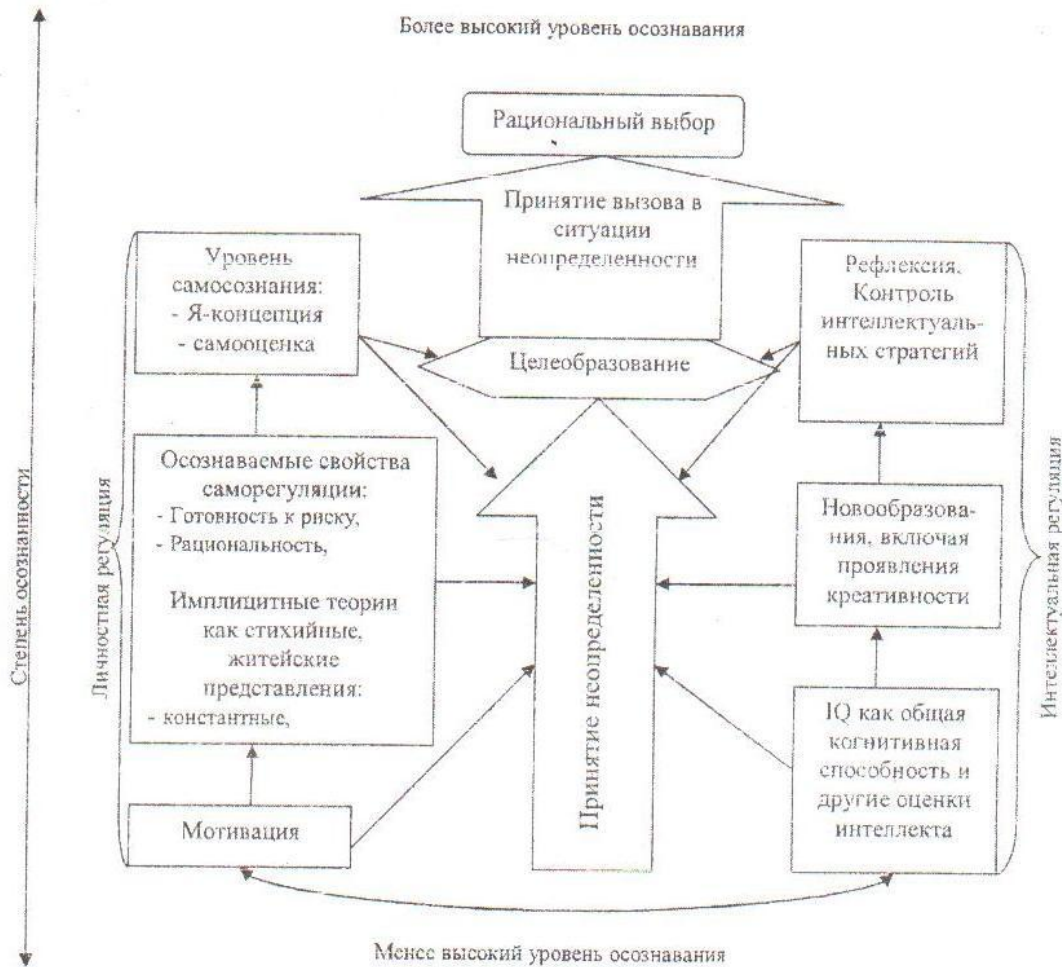 Более высокий уровень осознавания
Рациональный выбор
Принятие вызова в
ситуации
неопределенности
Целеобразование
Принятие неопределенности
Степень осознанности
Личностная регуляция
Уровень
самосознания:
- Я-концепция
- самооценка
Осознаваемые свойства
саморегуляции:
- Готовность к риску,
- Рациональность,
Имплицитные теории
как стихийные,
житейские
представления:
- константные,
Мотивация
Рефлексия.
Контроль
интеллектуаль-
ных стратегий
Новообразова-
ния, включая
проявления
креативности
IQ как общая
когнитивная
способность и
другие оценки
интеллекта
Интеллектуальная регуляция
Менее высокий уровень осознавания